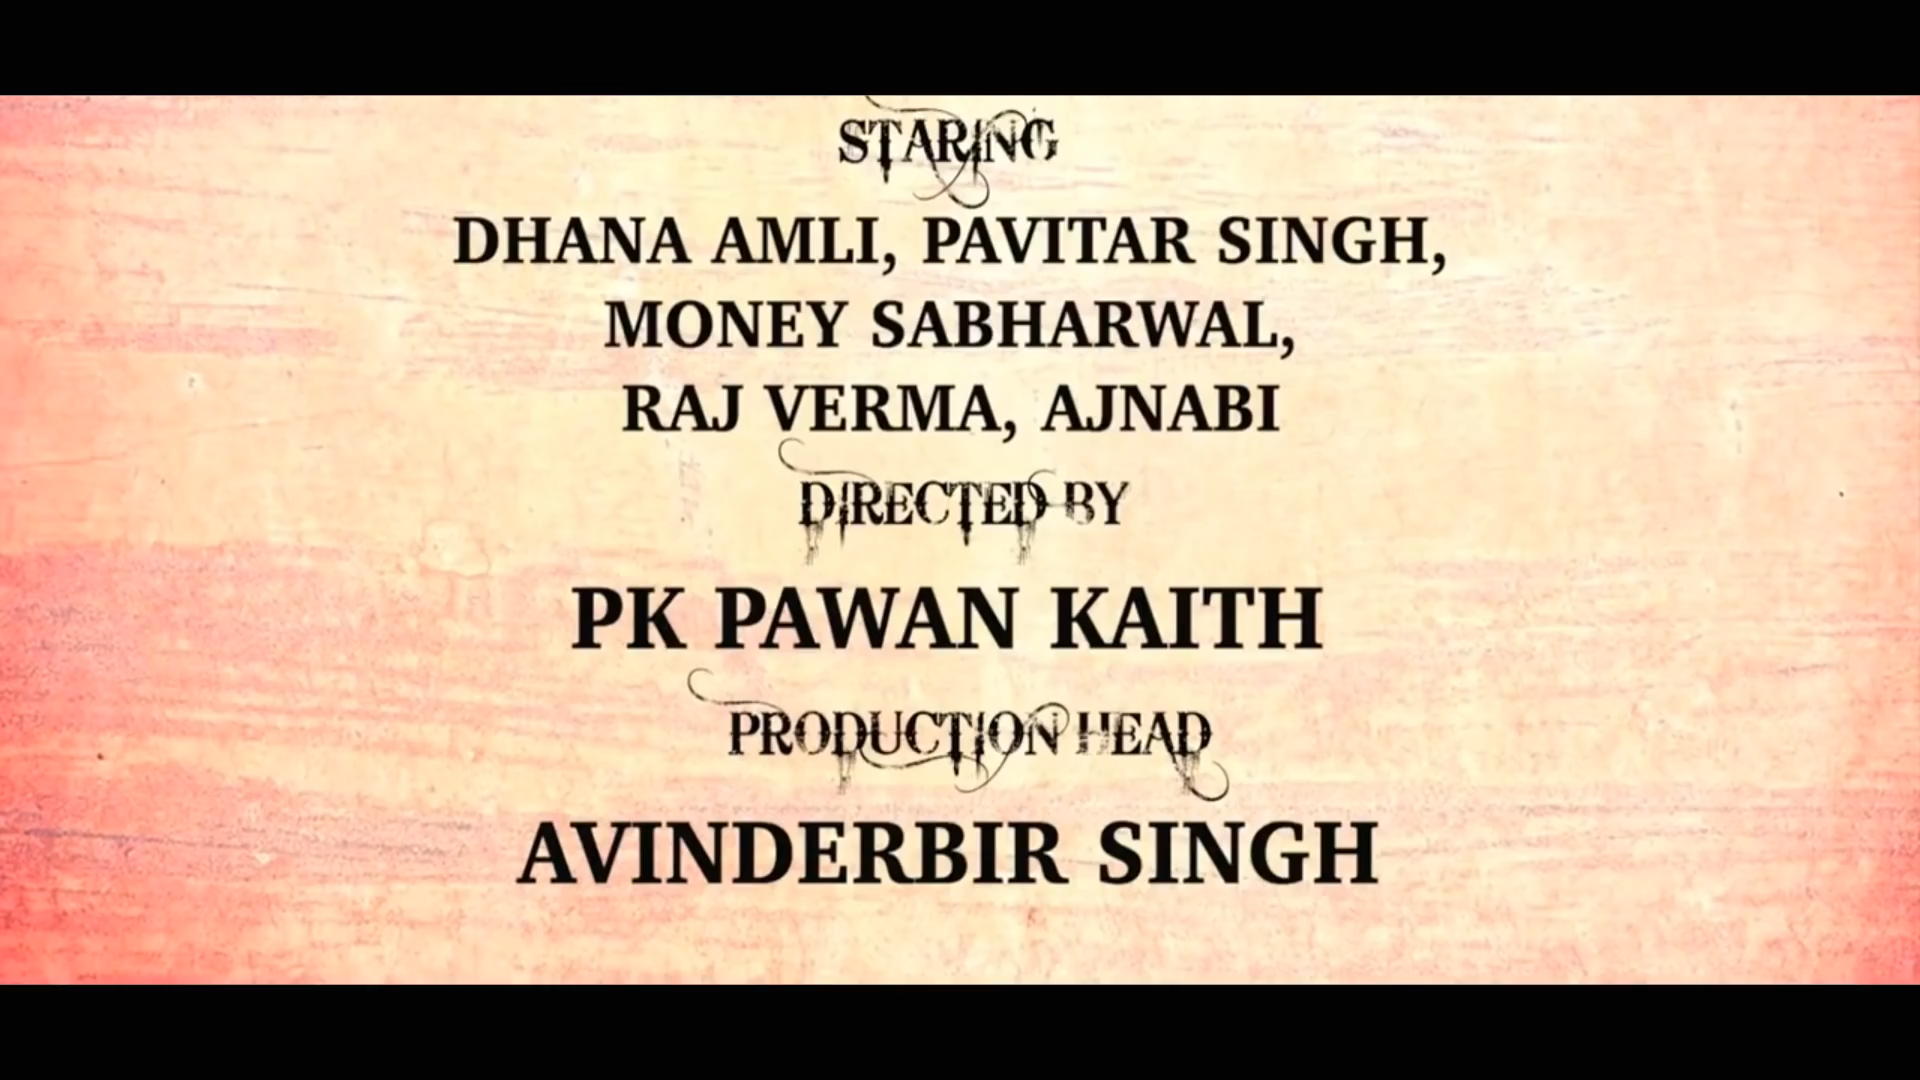 STARING
DHANA AMLI, PAVITAR SINGH,
MONEY SABHARWAL,
RAJ VERMA, AJNABI
DIRECTED BY
PK PAWAN KAITH
PRODUCTION HEAD
AVINDERBIR SINGH